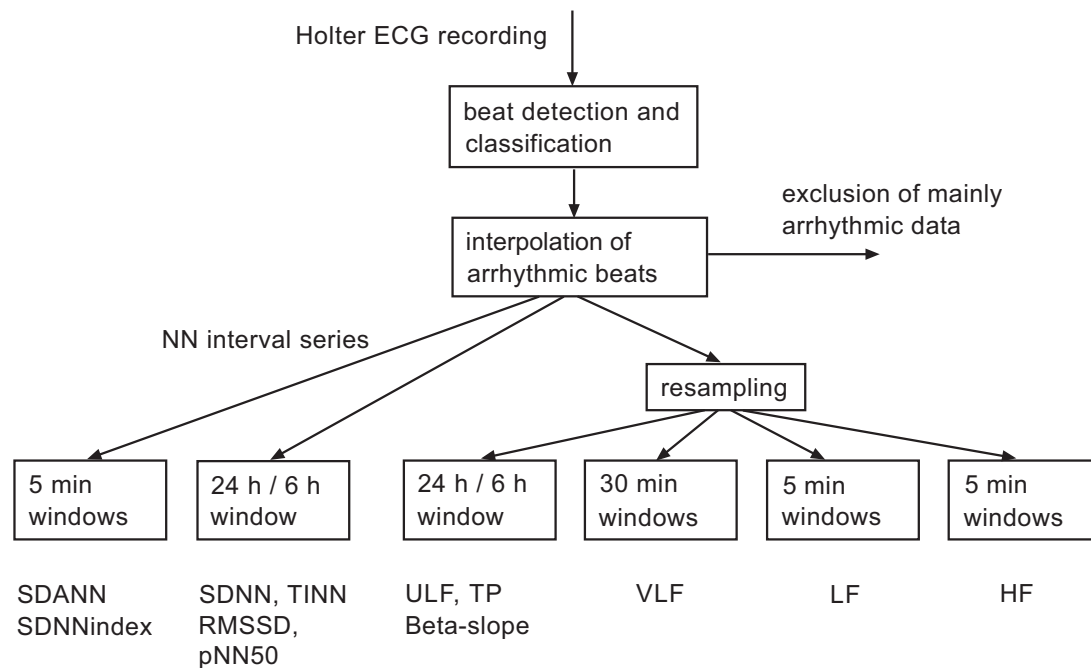 Holter ECG recording
beat detection and
classification
exclusion of mainly
arrhythmic data
interpolation of
arrhythmic beats
NN interval series
resampling
5 min
windows
24 h / 6 h
window
24 h / 6 h
window
30 min
windows
5 min
windows
5 min
windows
SDANN
SDNNindex
SDNN, TINN
RMSSD,
pNN50
ULF, TP
Beta-slope
VLF
LF
HF